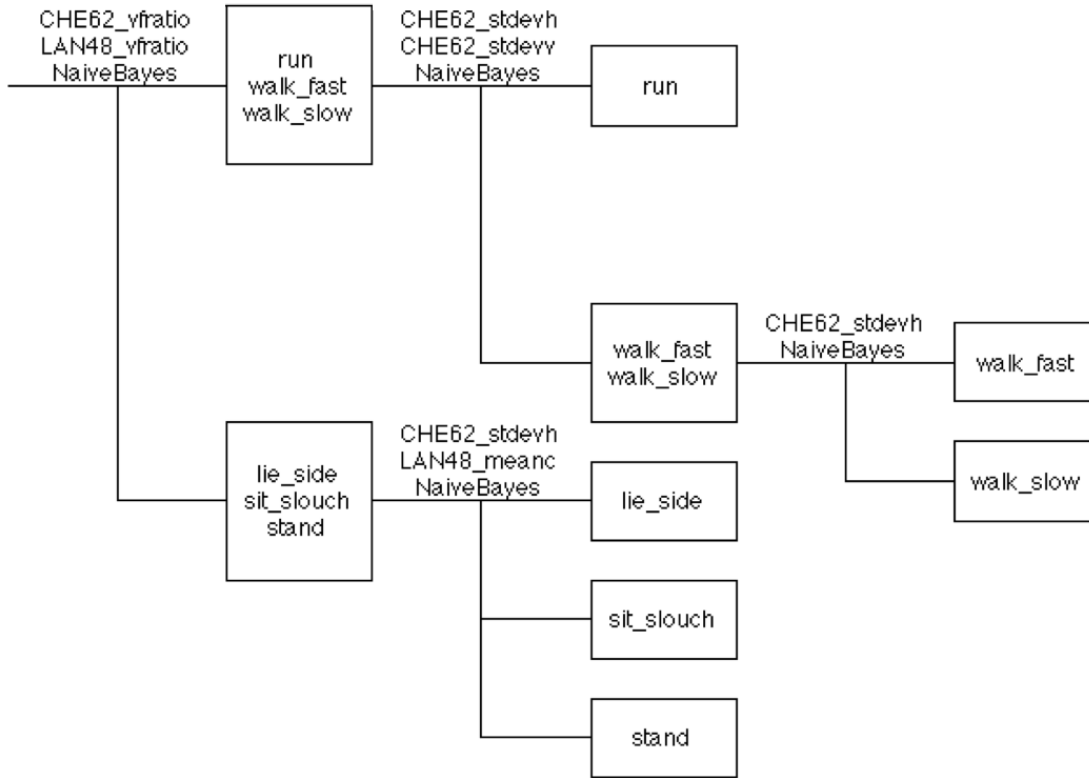 CHE62_vfratio
LAN48_vfratio
NaiveBayes
run
walk_fast
walk_slow
CHE62_stdevh
CHE62_stdevv
NaiveBayes
run
walk_fast
walk_slow
CHE62_stdevh
NaiveBayes
walk_fast
walk_slow
lie_side
sit_slouch
stand
CHE62_stdevh
LAN48_meanc
NaiveBayes
lie_side
sit_slouch
stand